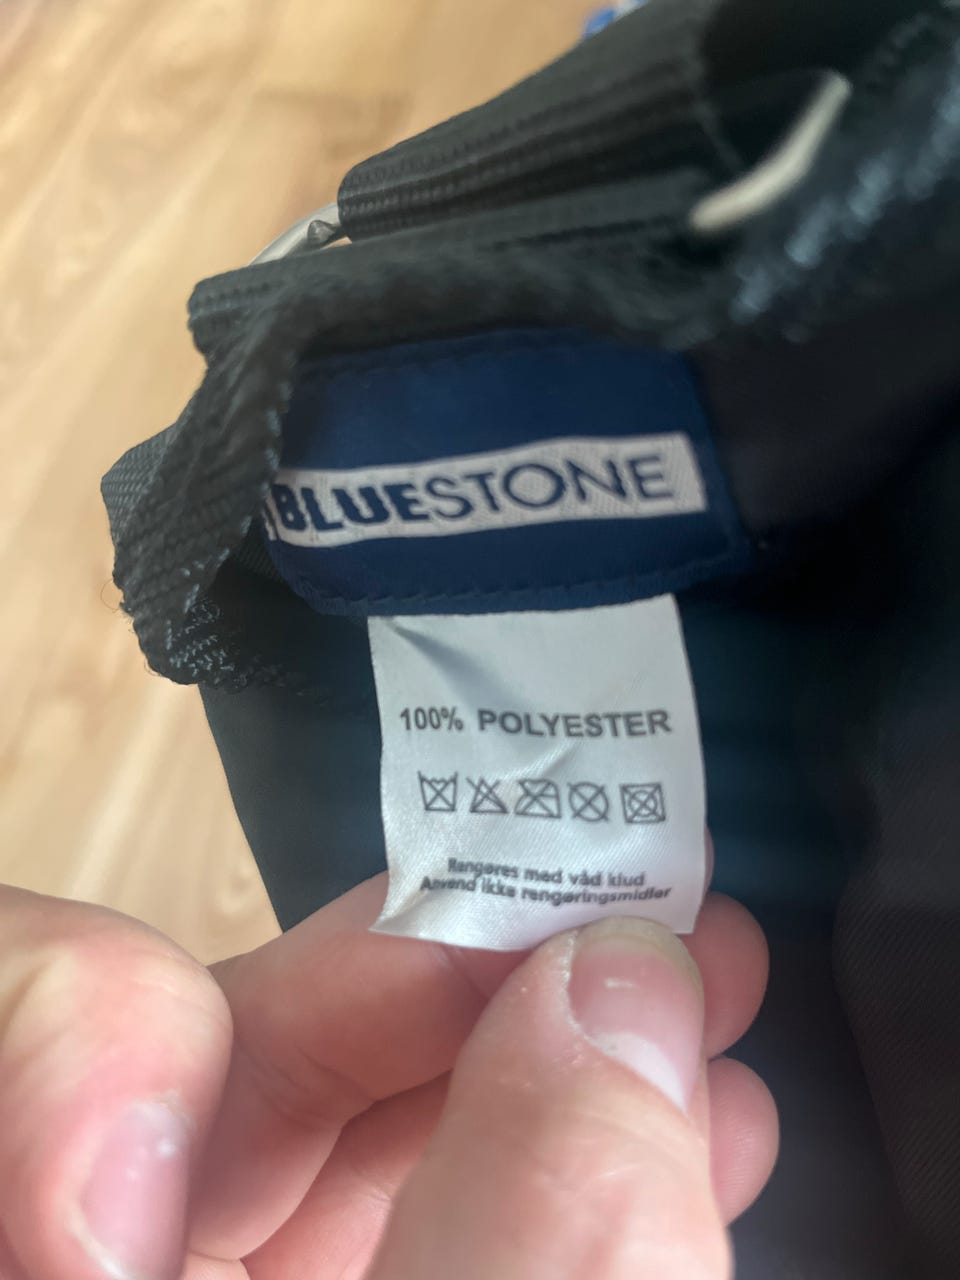 BLUESTONE
100% POLYESTER
Rengøres med våd klud
Anvend ikke rengøringsmidler